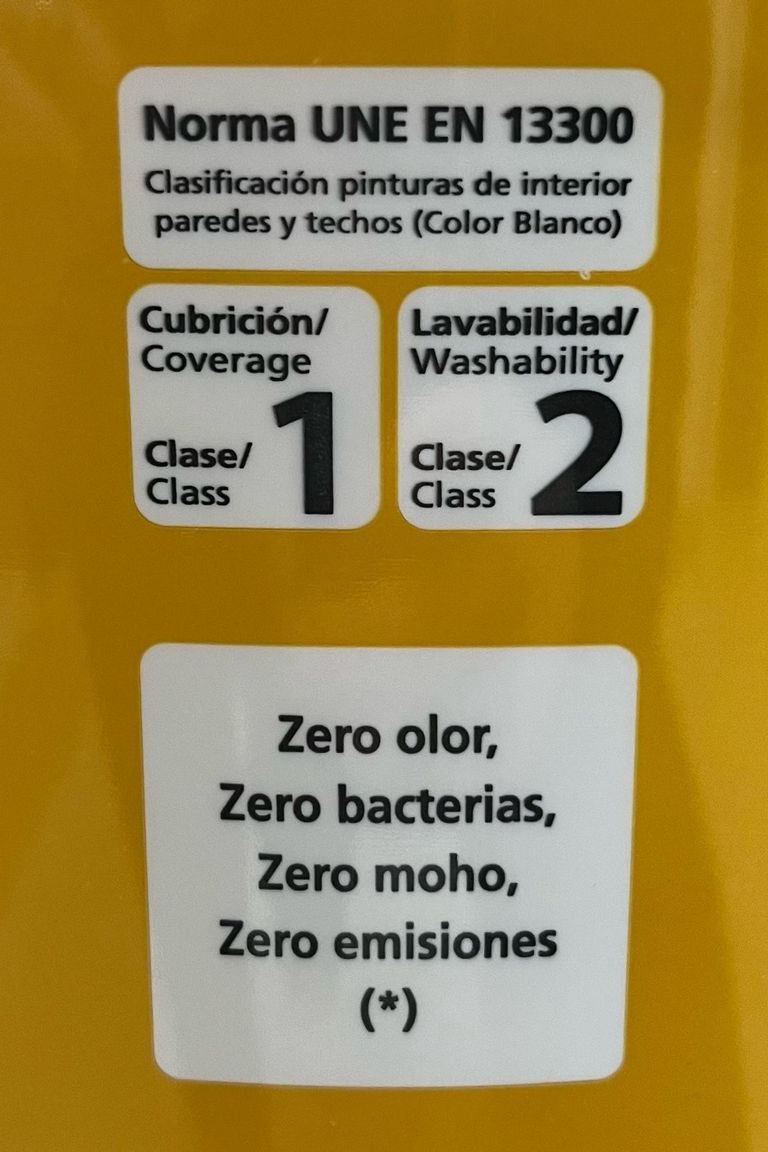 Norma UNE EN 13300
Clasificación pinturas de interior
paredes y techos (Color Blanco)
Cubrición/
Coverage
Clase/
Class
1
Lavabilidad/
Washability
Clase/
Class
2
Zero olor,
Zero bacterias,
Zero moho,
Zero emisiones
(*)